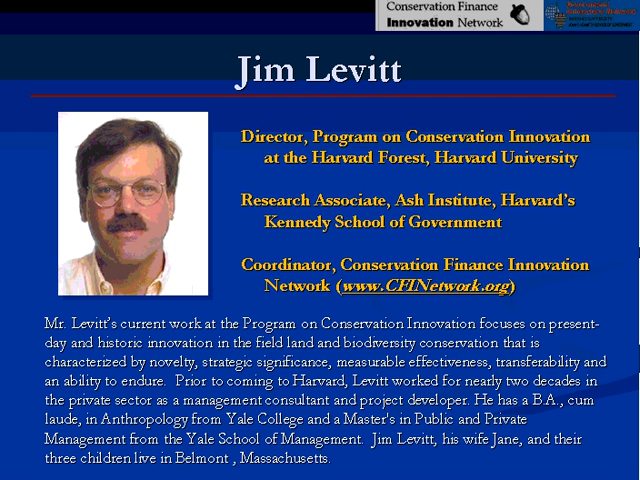 Conservation Finance
Innovation Network
Jim Levitt
Director, Program on Conservation Innovation
at the Harvard Forest, Harvard University
Research Associate, Ash Institute, Harvard's
Kennedy School of Government
Coordinator, Conservation Finance Innovation
Network (www.CFINetwork.org)
Mr. Levitt's current work at the Program on Conservation Innovation focuses on present-
day and historic innovation in the field land and biodiversity conservation that is
characterized by novelty, strategic significance, measurable effectiveness, transferability and
an ability to endure. Prior to coming to Harvard, Levitt worked for nearly two decades in
the private sector as a management consultant and project developer. He has a B.A., cum
laude, in Anthropology from Yale College and a Master's in Public and Private
Management from the Yale School of Management. Jim Levitt, his wife Jane, and their
three children live in Belmont , Massachusetts.